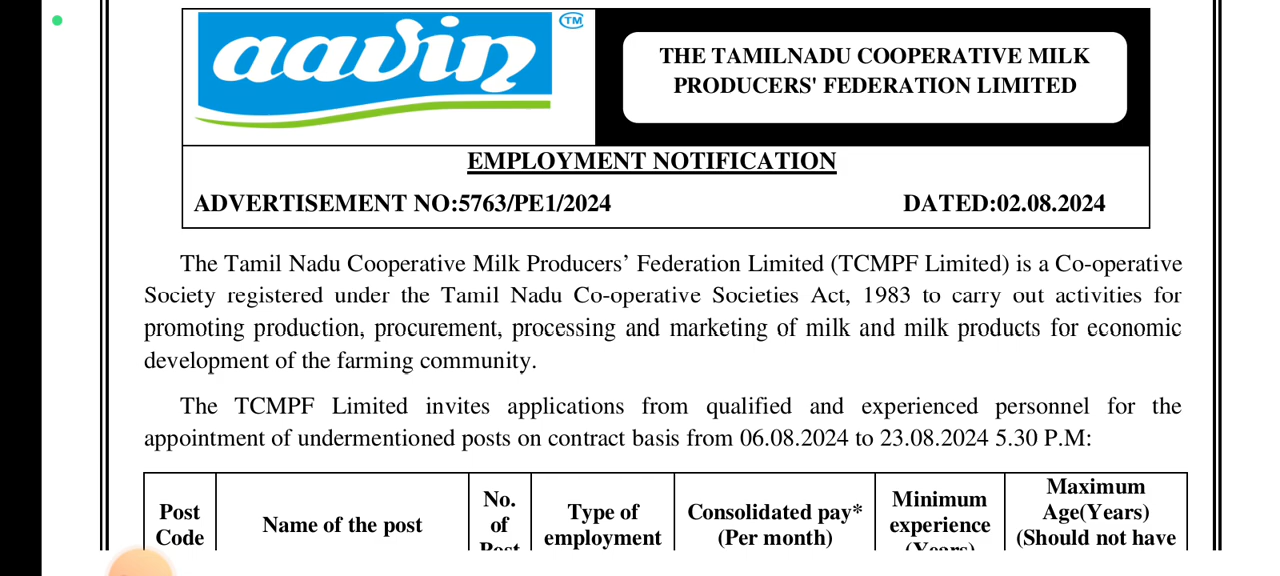 aavin TM
THE TAMILNADU COOPERATIVE MILK
PRODUCERS' FEDERATION LIMITED
EMPLOYMENT NOTIFICATION
ADVERTISEMENT NO:5763/PE1/2024 DATED:02.08.2024
The Tamil Nadu Cooperative Milk Producers’ Federation Limited (TCMPF Limited) is a Co-operative
Society registered under the Tamil Nadu Co-operative Societies Act, 1983 to carry out activities for
promoting production, procurement, processing and marketing of milk and milk products for economic
development of the farming community.
The TCMPF Limited invites applications from qualified and experienced personnel for the
appointment of undermentioned posts on contract basis from 06.08.2024 to 23.08.2024 5.30 P.M:
Post
Code
Name of the post
No.
of
Post
Type of
employment
Consolidated pay*
(Per month)
Minimum
experience
(Years)
Maximum
Age(Years)
(Should not have